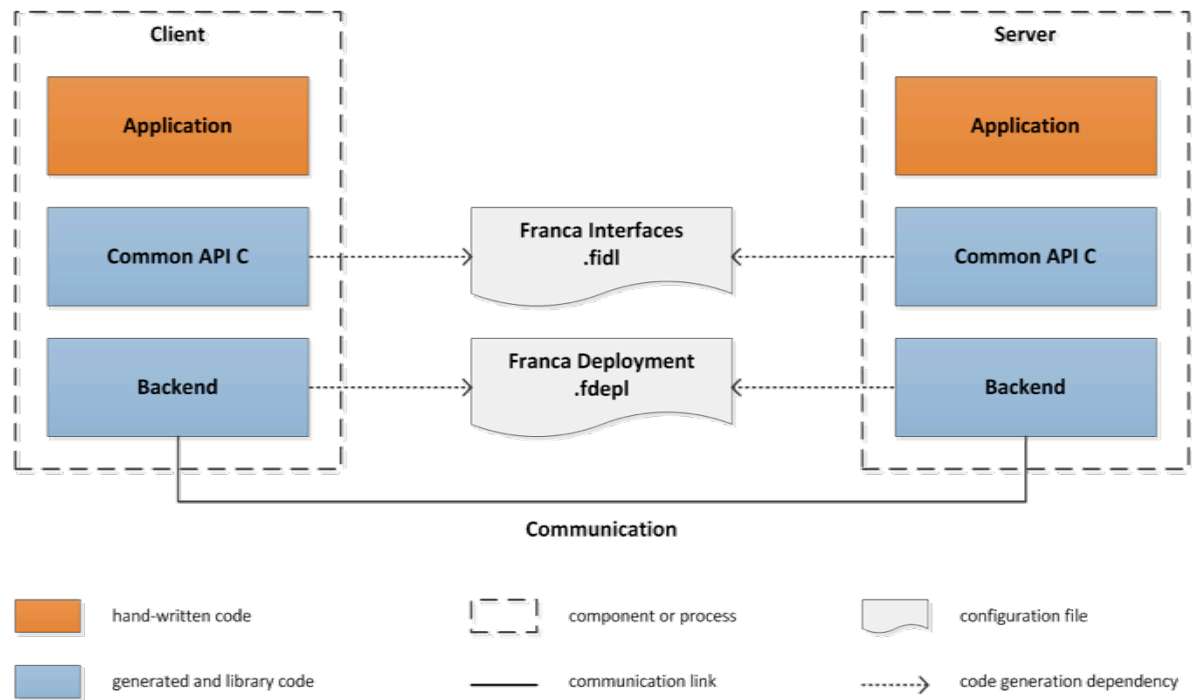 Client
Server
Application
Application
Common API C
Franca Interfaces
.fidl
Common API C
Backend
Franca Deployment
.fdepl
Backend
Communication
hand-written code
component or process
configuration file
generated and library code
communication link
code generation dependency